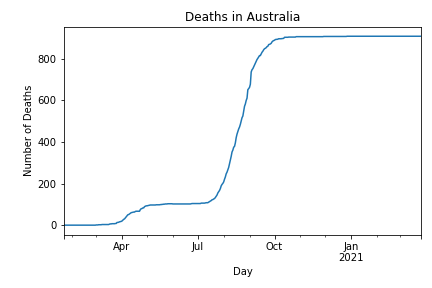 Deaths in Australia
Number of Deaths
800
600
400
200
0
Apr
Jul
Oct
Jan
2021
Day